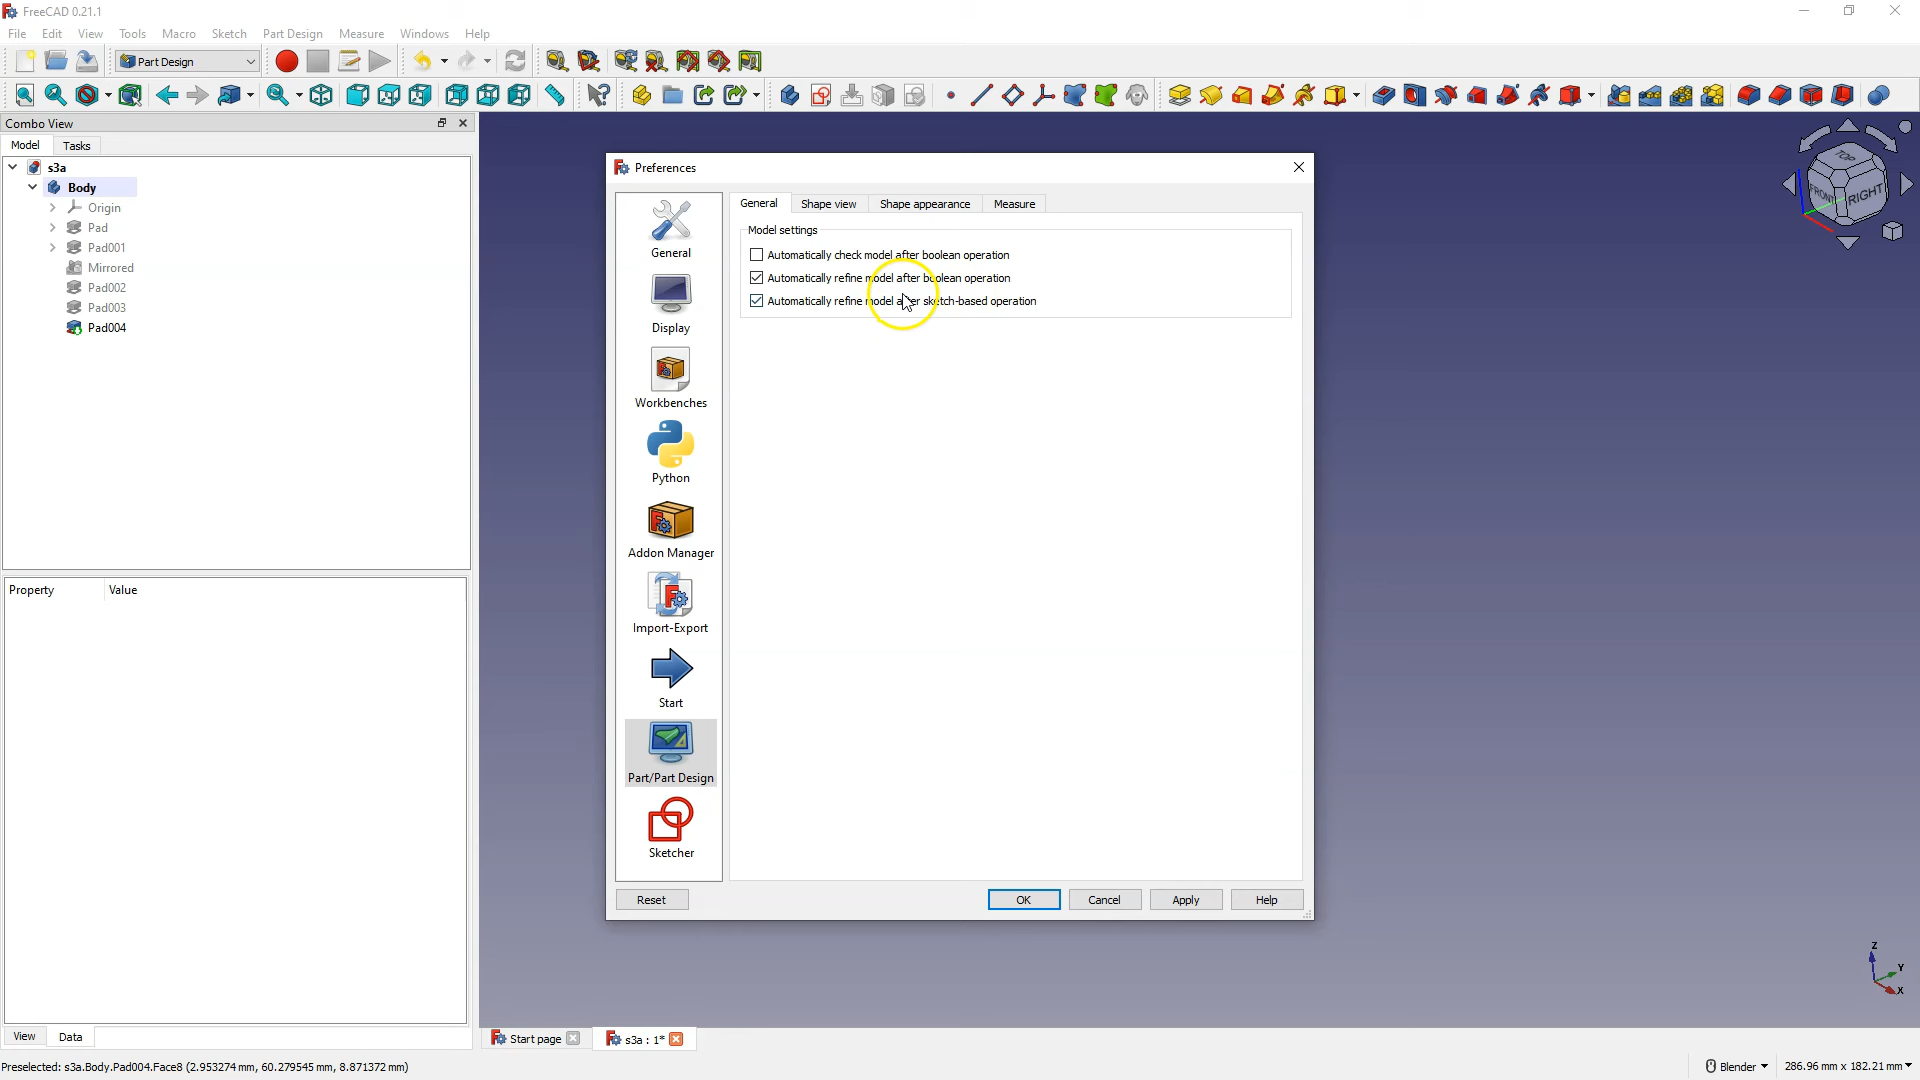 FreeCAD 0.21.1
File Edit View Tools Macro Sketch Part Design Measure Windows Help
Part Design
Combo View
Model Tasks
s3a
Body
Origin
Pad
Pad001
Mirrored
Pad002
Pad003
Pad004
Property Value
View Data
Preferences
General
Display
Workbenches
Python
Addon Manager
Import-Export
Start
Part/Part Design
Sketcher
General Shape view Shape appearance Measure
Model settings
Automatically check model after boolean operation
Automatically refine model after boolean operation
Automatically refine model after sketch-based operation
Reset OK Cancel Apply Help
TOP
FRONT RIGHT
Z
Y
X
Start page s3a : 1*
Preselected: s3a.Body.Pad004.Face8 (2.953274 mm, 60.279545 mm, 8.871372 mm) Blender 286.96 mm x 182.21 mm